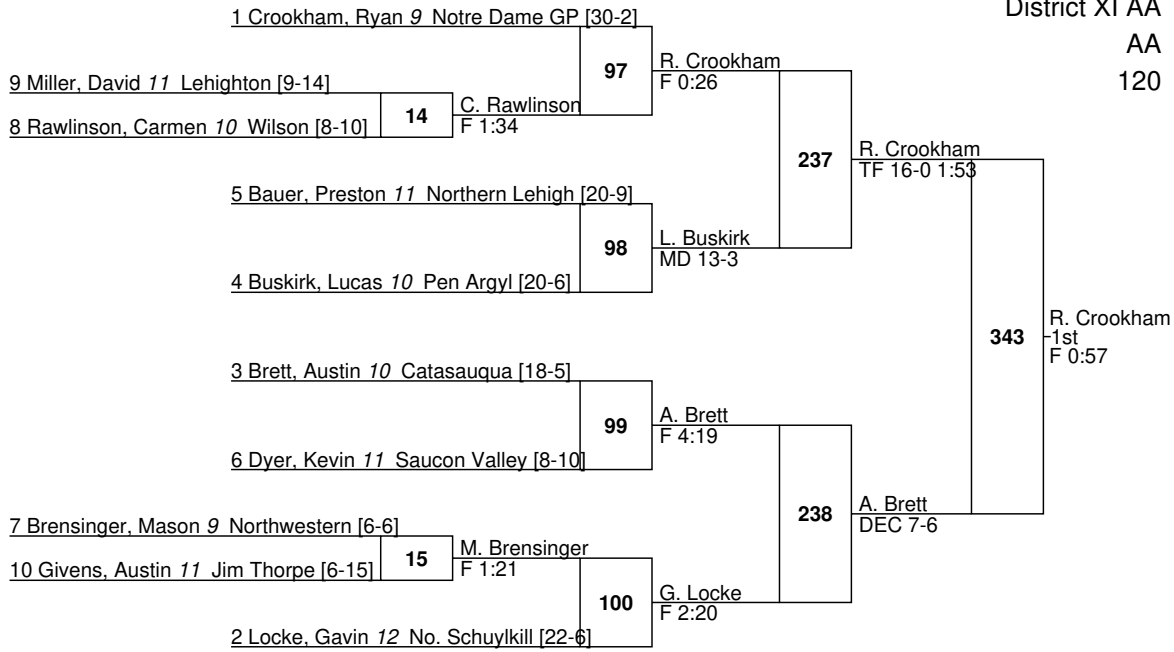 District XI AA
AA
120
1 Crookham, Ryan 9 Notre Dame GP [30-2]
97
R. Crookham
F 0:26
9 Miller, David 11 Lehighton [9-14]
14
C. Rawlinson
F 1:34
8 Rawlinson, Carmen 10 Wilson [8-10]
237
R. Crookham
TF 16-0 1:53
5 Bauer, Preston 11 Northern Lehigh [20-9]
98
L. Buskirk
MD 13-3
4 Buskirk, Lucas 10 Pen Argyl [20-6]
343
R. Crookham
1st
F 0:57
3 Brett, Austin 10 Catasauqua [18-5]
99
A. Brett
F 4:19
6 Dyer, Kevin 11 Saucon Valley [8-10]
238
A. Brett
DEC 7-6
7 Brensinger, Mason 9 Northwestern [6-6]
15
M. Brensinger
F 1:21
10 Givens, Austin 11 Jim Thorpe [6-15]
100
G. Locke
F 2:20
2 Locke, Gavin 12 No. Schuylkill [22-6]